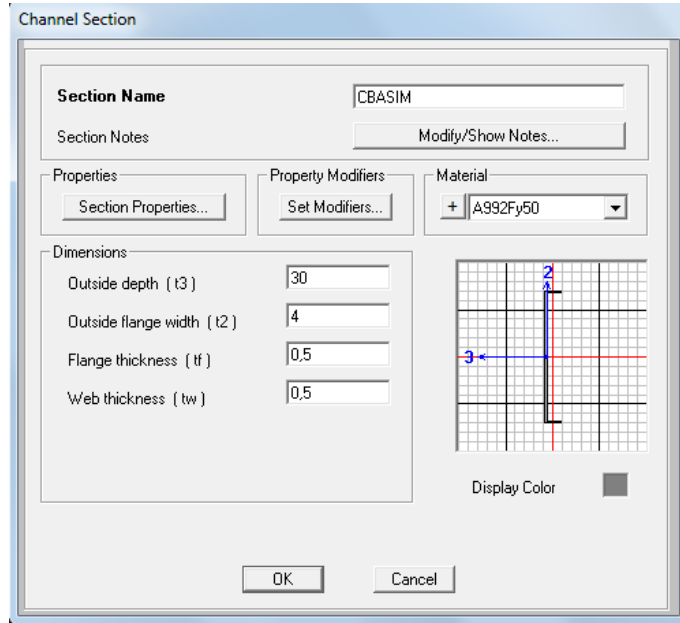 Channel Section
Section Name CBASIM
Section Notes Modify/Show Notes...
Properties Property Modifiers Material
Section Properties... Set Modifiers... + A992Fy50
Dimensions
Outside depth ( t3 ) 30
Outside flange width ( t2 ) 4
Flange thickness ( tf ) 0,5
Web thickness ( tw ) 0,5
2
3
Display Color
OK Cancel